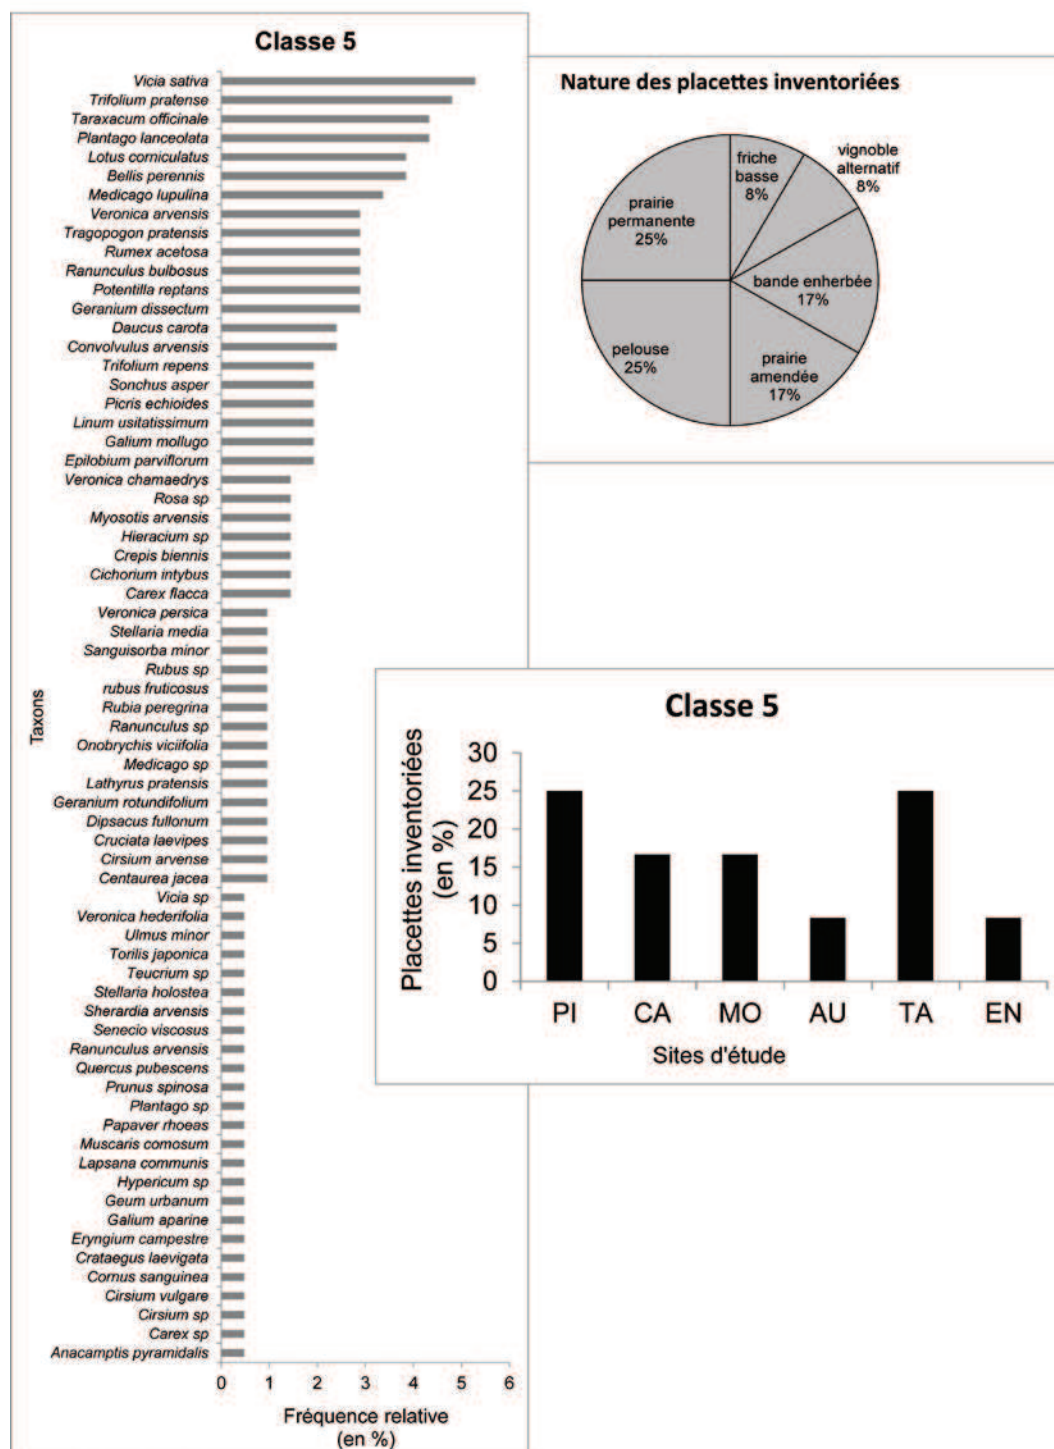 Classe 5
Vicia sativa
Trifolium pratense
Taraxacum officinale
Plantago lanceolata
Lotus corniculatus
Bellis perennis
Medicago lupulina
Veronica arvensis
Tragopogon pratensis
Rumex acetosa
Ranunculus bulbosus
Potentilla reptans
Geranium dissectum
Daucus carota
Convolvulus arvensis
Trifolium repens
Sonchus asper
Picris echioides
Linum usitatissimum
Galium mollugo
Epilobium parviflorum
Veronica chamaedrys
Rosa sp
Myosotis arvensis
Hieracium sp
Crepis biennis
Cichorium intybus
Carex flacca
Veronica persica
Stellaria media
Sanguisorba minor
Rubus sp
rubus fruticosus
Rubia peregrina
Ranunculus sp
Onobrychis viciifolia
Medicago sp
Lathyrus pratensis
Geranium rotundifolium
Dipsacus fullonum
Cruciata laevipes
Cirsium arvense
Centaurea jacea
Vicia sp
Veronica hederifolia
Ulmus minor
Torilis japonica
Teucrium sp
Stellaria holostea
Sherardia arvensis
Senecio viscosus
Ranunculus arvensis
Quercus pubescens
Prunus spinosa
Plantago sp
Papaver rhoeas
Muscaris comosum
Lapsana communis
Hypericum sp
Geum urbanum
Galium aparine
Eryngium campestre
Crataegus laevigata
Cornus sanguinea
Cirsium vulgare
Cirsium sp
Carex sp
Anacamptis pyramidalis
Taxons
0 1 2 3 4 5 6
Fréquence relative
(en %)
Nature des placettes inventoriées
friche
basse
8%
vignoble
alternatif
8%
bande enherbée
17%
prairie
amendée
17%
pelouse
25%
prairie
permanente
25%
Classe 5
Placettes inventoriées
(en %)
30
25
20
15
10
5
0
PI CA MO AU TA EN
Sites d'étude